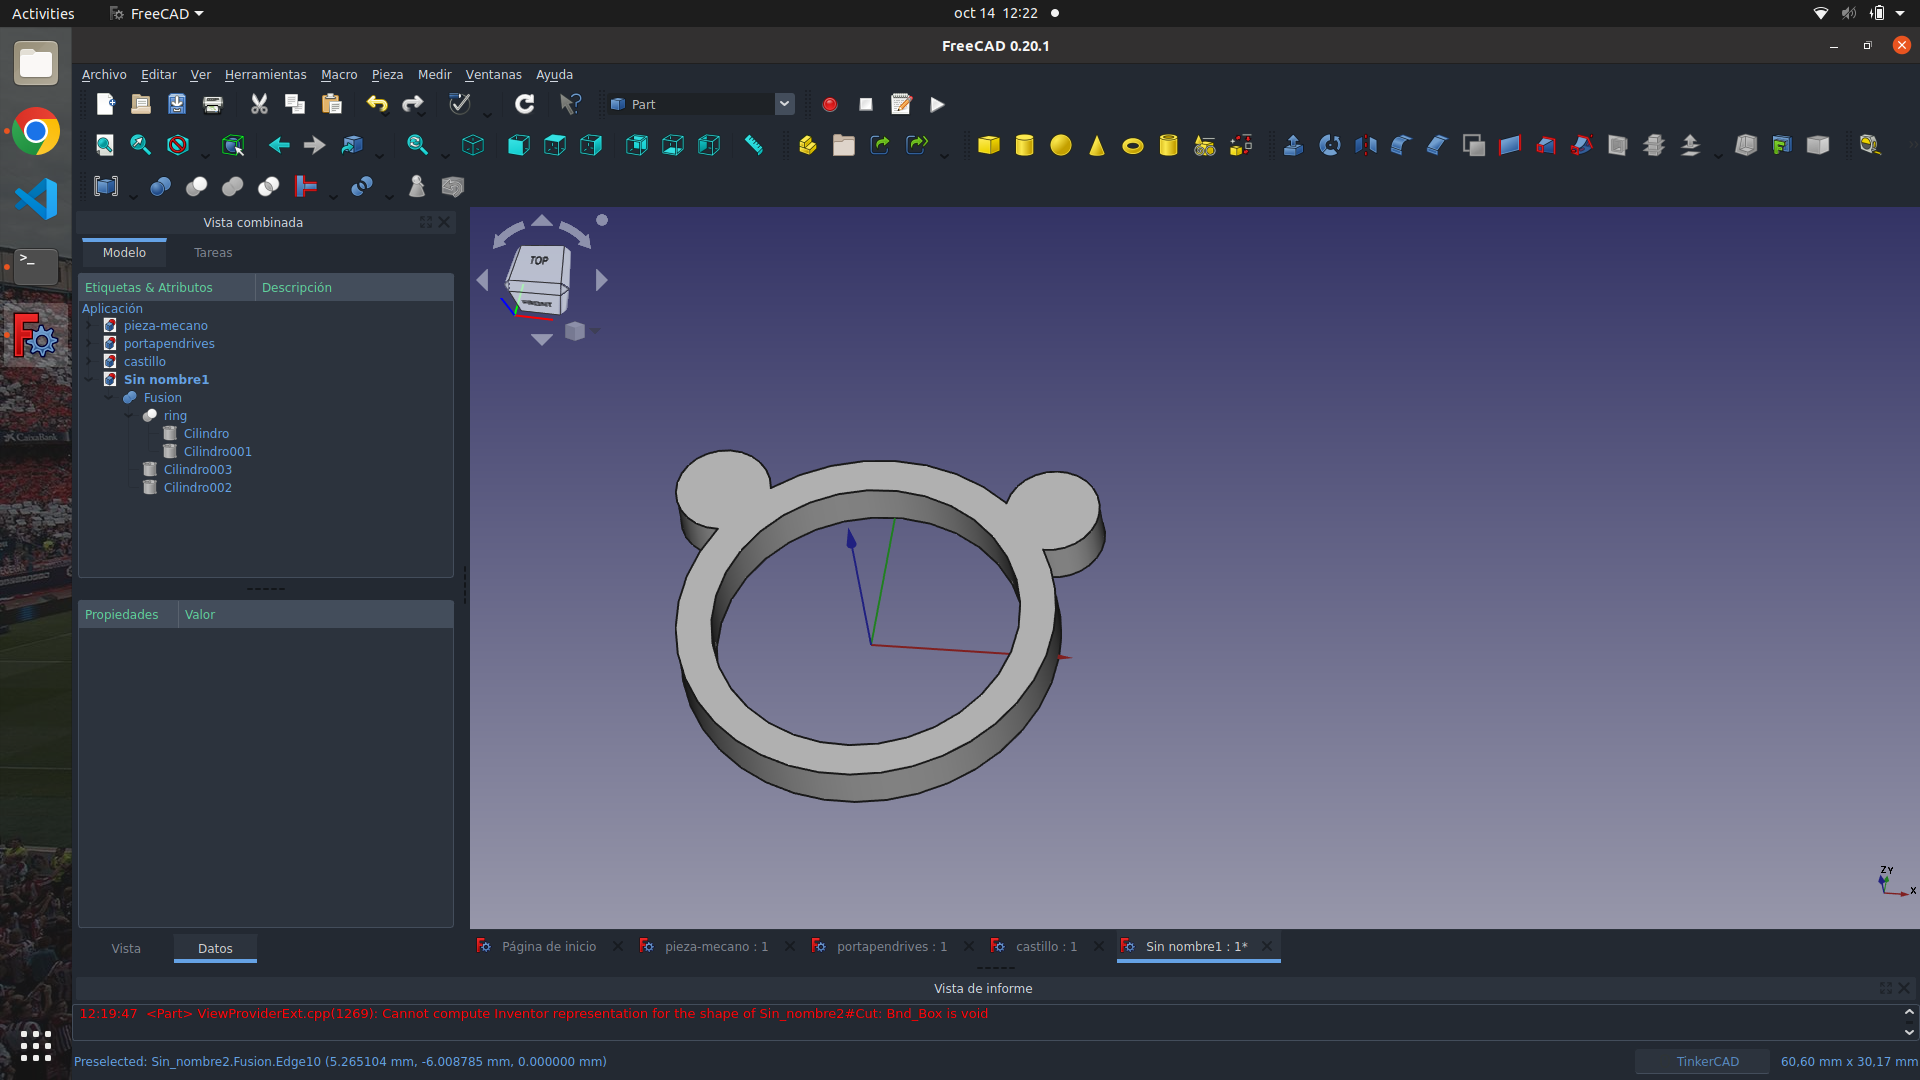 Activities FreeCAD oct 14 12:22
FreeCAD 0.20.1
Archivo Editar Ver Herramientas Macro Pieza Medir Ventanas Ayuda
Part
Vista combinada
Modelo Tareas
Etiquetas & Atributos Descripción
Aplicación
pieza-mecano
portapendrives
castillo
Sin nombre1
Fusion
ring
Cilindro
Cilindro001
Cilindro003
Cilindro002
TOP
Propiedades Valor
Z Y
X
Vista Datos
Página de inicio pieza-mecano : 1 portapendrives : 1 castillo : 1 Sin nombre1 : 1*
Vista de informe
12:19:47 <Part> ViewProviderExt.cpp(1269): Cannot compute Inventor representation for the shape of Sin_nombre2#Cut: Bnd_Box is void
Preselected: Sin_nombre2.Fusion.Edge10 (5.265104 mm, -6.008785 mm, 0.000000 mm) TinkerCAD 60,60 mm x 30,17 mm